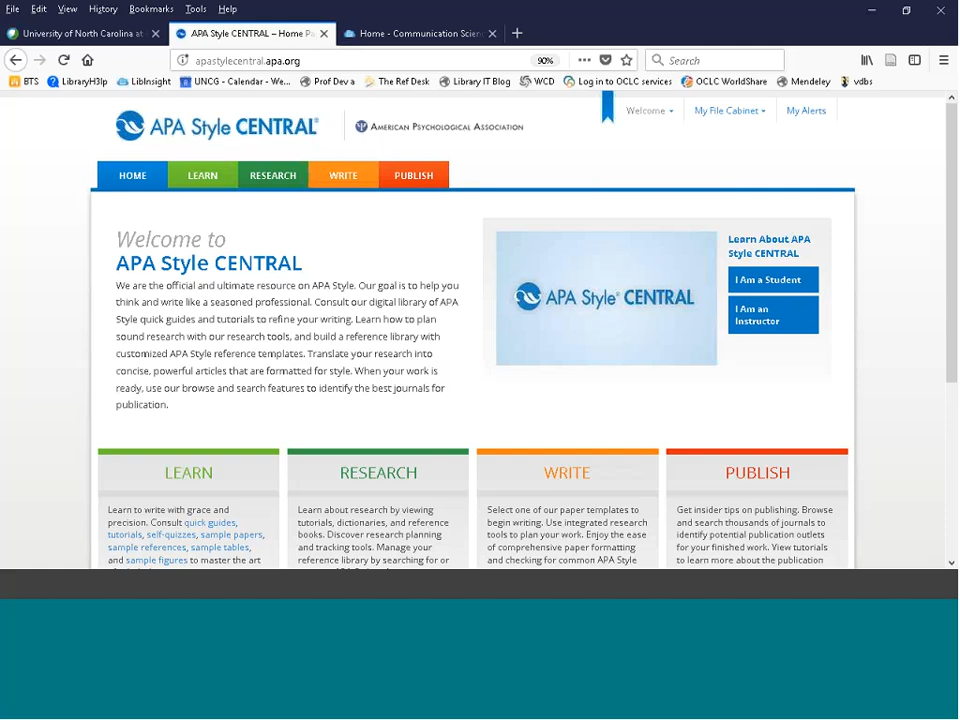 File Edit View History Bookmarks Tools Help
University of North Carolina at
APA Style CENTRAL – Home Pa
Home - Communication Scien
apastylecentral.apa.org
90%
Search
BTS LibraryH3lp LibInsight UNCG - Calendar - We... Prof Dev a The Ref Desk Library IT Blog WCD Log in to OCLC services OCLC WorldShare Mendeley vdbs
APA Style CENTRAL®
AMERICAN PSYCHOLOGICAL ASSOCIATION
Welcome
My File Cabinet
My Alerts
HOME LEARN RESEARCH WRITE PUBLISH
Welcome to
APA Style CENTRAL
We are the official and ultimate resource on APA Style. Our goal is to help you
think and write like a seasoned professional. Consult our digital library of APA
Style quick guides and tutorials to refine your writing. Learn how to plan
sound research with our research tools, and build a reference library with
customized APA Style reference templates. Translate your research into
concise, powerful articles that are formatted for style. When your work is
ready, use our browse and search features to identify the best journals for
publication.
APA Style® CENTRAL
Learn About APA
Style CENTRAL
I Am a Student
I Am an
Instructor
LEARN
Learn to write with grace and
precision. Consult quick guides,
tutorials, self-quizzes, sample papers,
sample references, sample tables,
and sample figures to master the art
RESEARCH
Learn about research by viewing
tutorials, dictionaries, and reference
books. Discover research planning
and tracking tools. Manage your
reference library by searching for or
WRITE
Select one of our paper templates to
begin writing. Use integrated research
tools to plan your work. Enjoy the ease
of comprehensive paper formatting
and checking for common APA Style
PUBLISH
Get insider tips on publishing. Browse
and search thousands of journals to
identify potential publication outlets
for your finished work. View tutorials
to learn more about the publication